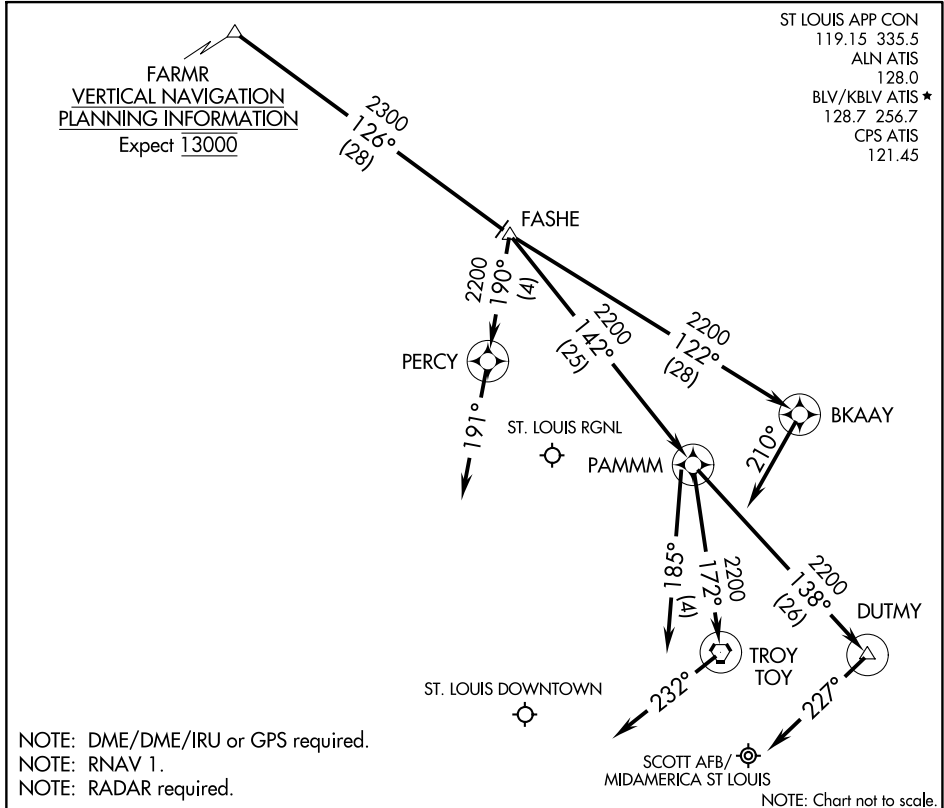 ST LOUIS APP CON
119.15 335.5
ALN ATIS
128.0
BLV/KBLV ATIS ★
128.7 256.7
CPS ATIS
121.45
FARMR
VERTICAL NAVIGATION
PLANNING INFORMATION
Expect 13000
2300
126°
(28)
FASHE
2200
190°
(4)
2200
142°
(25)
2200
122°
(28)
PERCY
191°
BKAAY
210°
ST. LOUIS RGNL
PAMMM
185°
(4)
2200
172°
2200
138°
(26)
DUTMY
TROY
TOY
232°
227°
ST. LOUIS DOWNTOWN
SCOTT AFB/
MIDAMERICA ST LOUIS
NOTE: DME/DME/IRU or GPS required.
NOTE: RNAV 1.
NOTE: RADAR required.
NOTE: Chart not to scale.